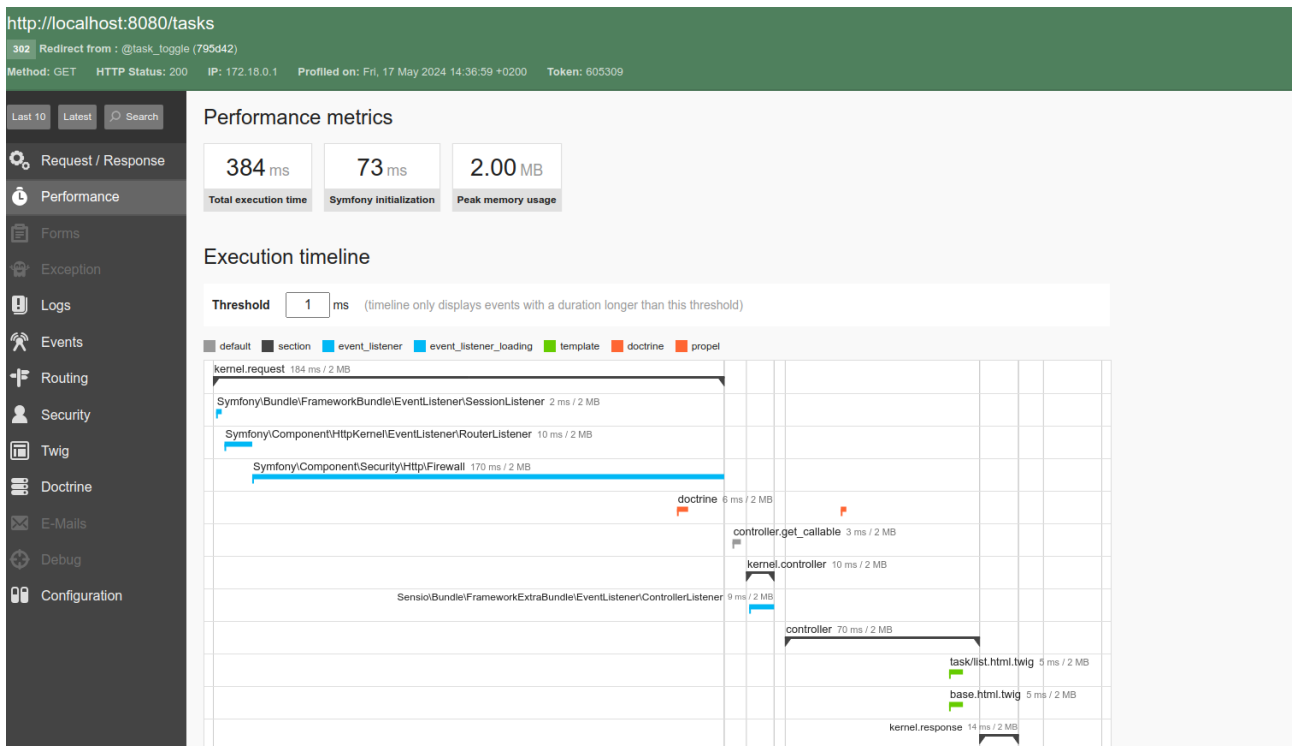 http://localhost:8080/tasks
302 Redirect from : @task_toggle (795d42)
Method: GET HTTP Status: 200 IP: 172.18.0.1 Profiled on: Fri, 17 May 2024 14:36:59 +0200 Token: 605309
Last 10 Latest Search
Request / Response
Performance
Forms
Exception
Logs
Events
Routing
Security
Twig
Doctrine
E-Mails
Debug
Configuration
Performance metrics
384 ms 73 ms 2.00 MB
Total execution time Symfony initialization Peak memory usage
Execution timeline
Threshold 1 ms (timeline only displays events with a duration longer than this threshold)
default section event_listener event_listener_loading template doctrine propel
kernel.request 184 ms / 2 MB
Symfony\Bundle\FrameworkBundle\EventListener\SessionListener 2 ms / 2 MB
Symfony\Component\HttpKernel\EventListener\RouterListener 10 ms / 2 MB
Symfony\Component\Security\Http\Firewall 170 ms / 2 MB
doctrine 6 ms / 2 MB
controller.get_callable 3 ms / 2 MB
kernel.controller 10 ms / 2 MB
Sensio\Bundle\FrameworkExtraBundle\EventListener\ControllerListener 9 ms / 2 MB
controller 70 ms / 2 MB
task/list.html.twig 5 ms / 2 MB
base.html.twig 5 ms / 2 MB
kernel.response 14 ms / 2 MB